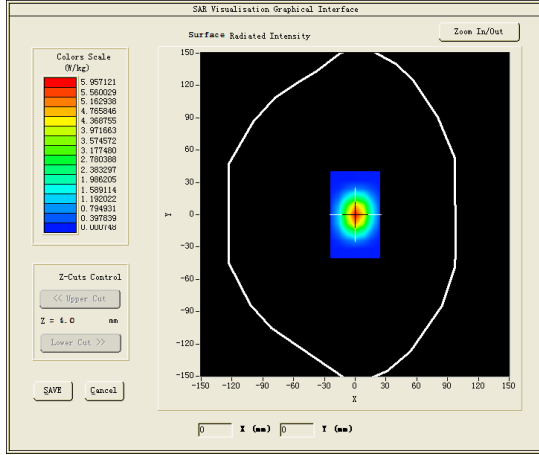 SAR Visualisation Graphical Interface
Surface Radiated Intensity
Zoom In/Out
Colors Scale
(W/kg)
5.957121
5.560029
5.162938
4.765846
4.368755
3.971663
3.574572
3.177480
2.780388
2.383297
1.986205
1.589114
1.192022
0.794931
0.397839
0.000748
150
120
90
60
30
0
-30
-60
-90
-120
-150
Y
-150 -120 -90 -60 -30 0 30 60 90 120 150
X
Z-Cuts Control
<< Upper Cut
Z = 4.0 mm
Lower Cut >>
SAVE Cancel
0 X (mm) 0 Y (mm)